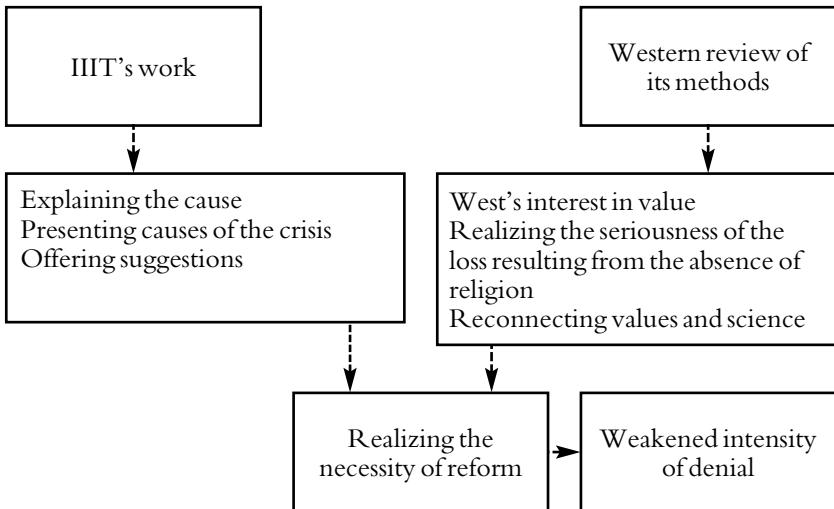 IIIT’s work
Western review of
its methods
Explaining the cause
Presenting causes of the crisis
Offering suggestions
West’s interest in value
Realizing the seriousness of the
loss resulting from the absence of
religion
Reconnecting values and science
Realizing the
necessity of reform
Weakened intensity
of denial